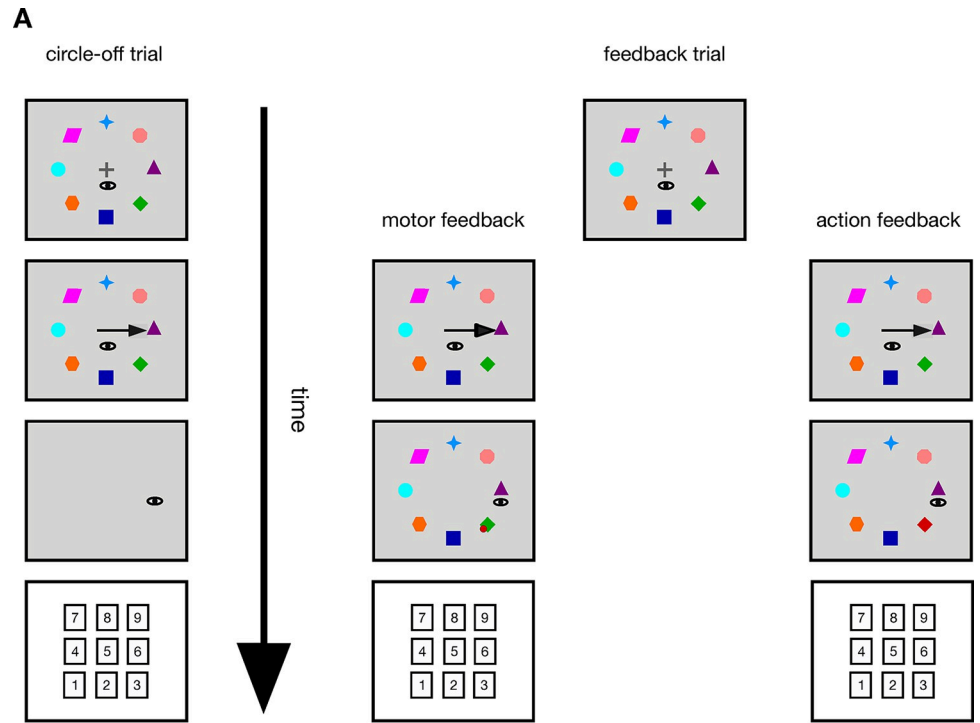 A
circle-off trial
feedback trial
motor feedback
action feedback
time
7 8 9
4 5 6
1 2 3
7 8 9
4 5 6
1 2 3
7 8 9
4 5 6
1 2 3